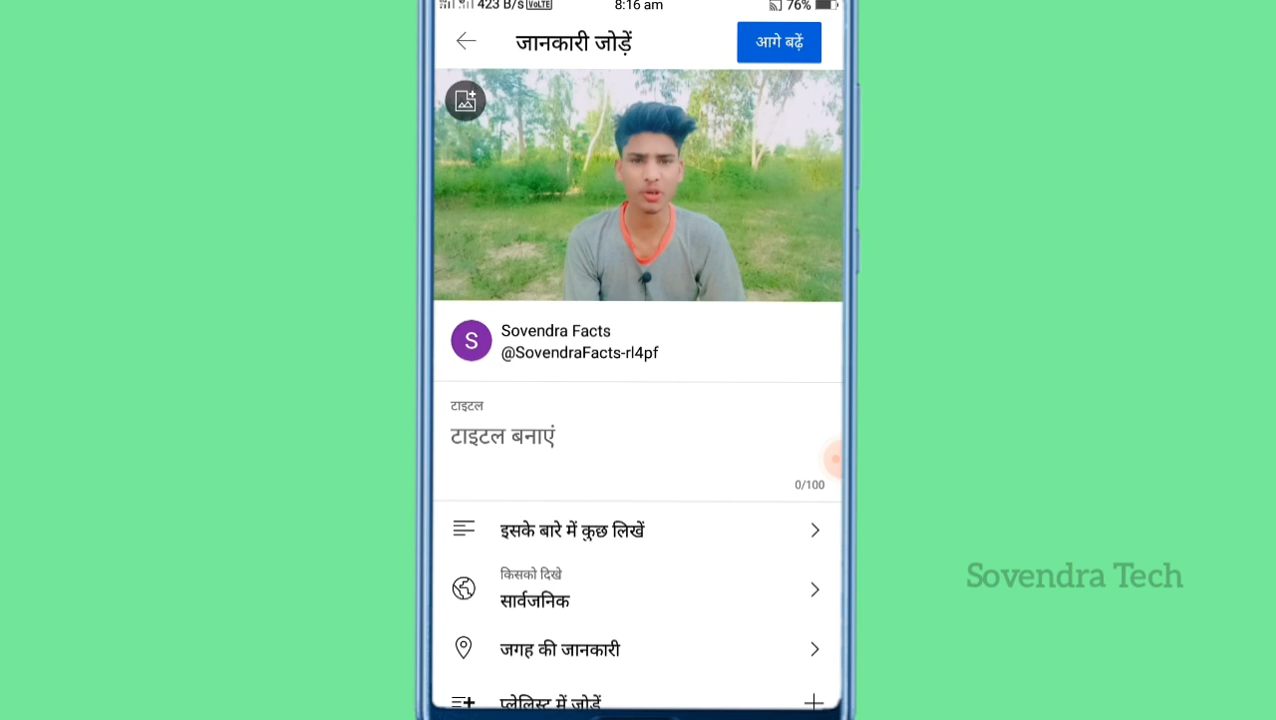 423 B/s VoLTE 8:16 am 76%
जानकारी जोड़ें
आगे बढ़ें
S
Sovendra Facts
@SovendraFacts-rl4pf
टाइटल
टाइटल बनाएं
0/100
इसके बारे में कुछ लिखें
किसको दिखे
सार्वजनिक
जगह की जानकारी
प्लेलिस्ट में जोड़ें
Sovendra Tech